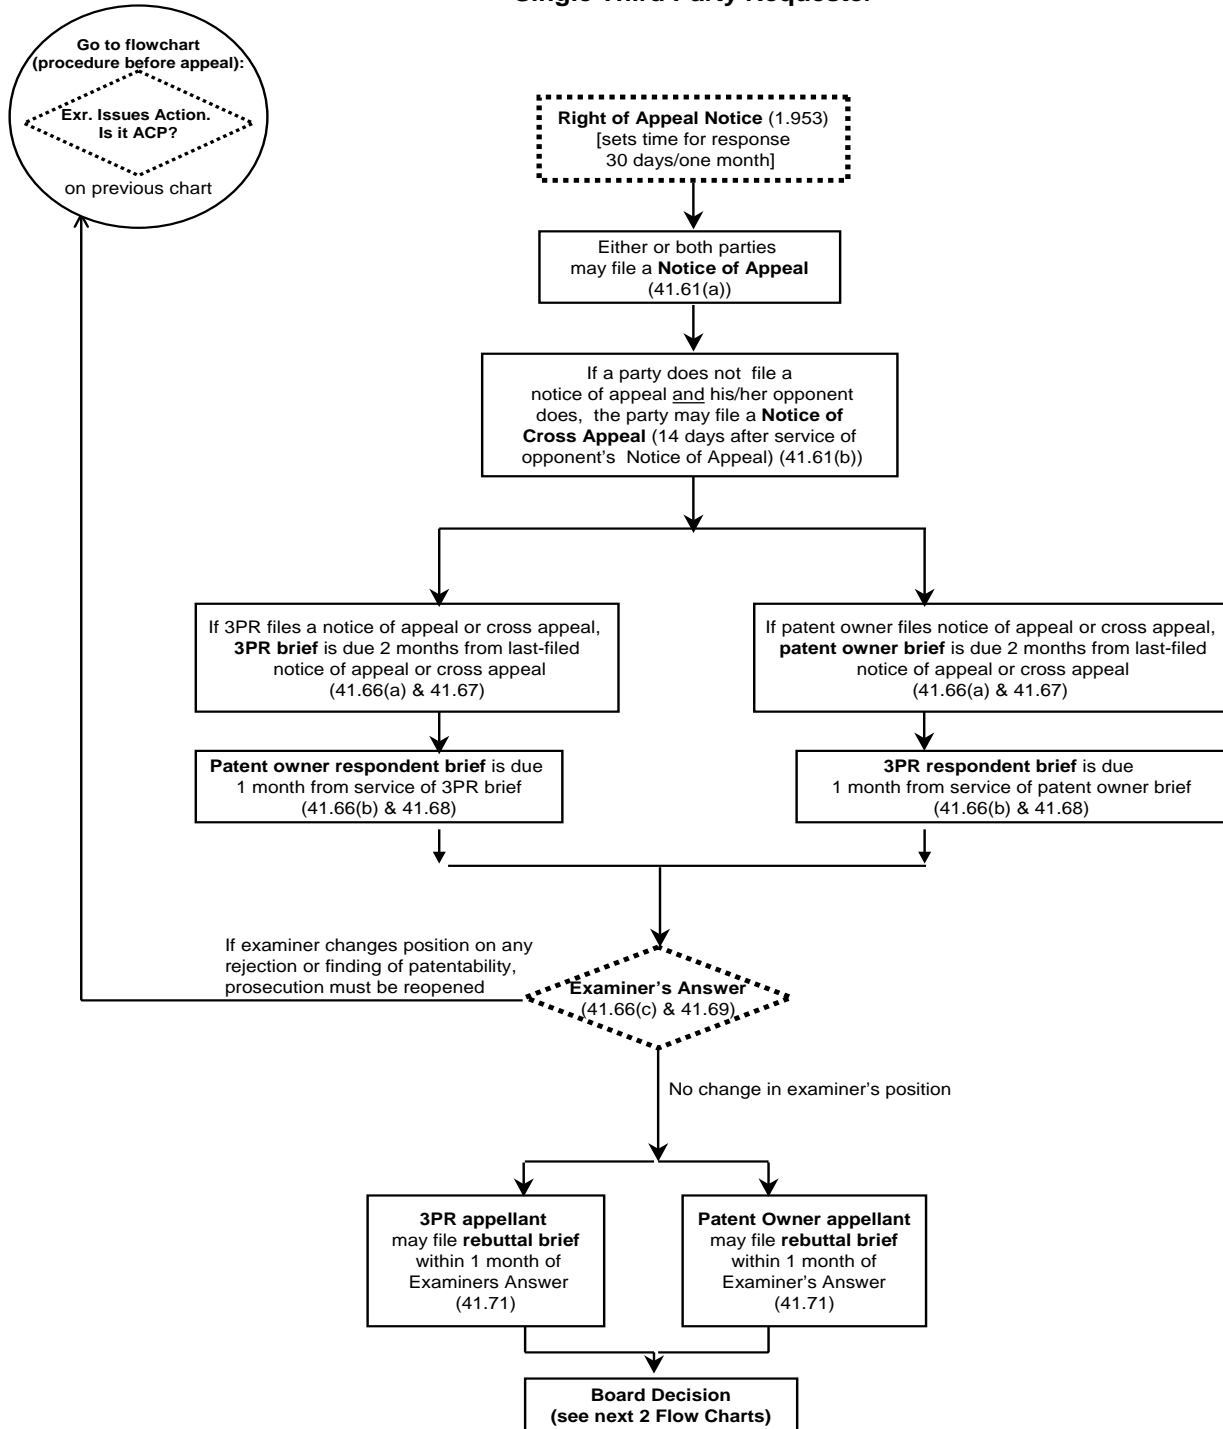 Single Third Party Requester
Go to flowchart
(procedure before appeal):
Exr. Issues Action.
Is it ACP?
on previous chart
Right of Appeal Notice (1.953)
[sets time for response
30 days/one month]
Either or both parties
may file a Notice of Appeal
(41.61(a))
If a party does not file a
notice of appeal and his/her opponent
does, the party may file a Notice of
Cross Appeal (14 days after service of
opponent's Notice of Appeal) (41.61(b))
If 3PR files a notice of appeal or cross appeal,
3PR brief is due 2 months from last-filed
notice of appeal or cross appeal
(41.66(a) & 41.67)
If patent owner files notice of appeal or cross appeal,
patent owner brief is due 2 months from last-filed
notice of appeal or cross appeal
(41.66(a) & 41.67)
Patent owner respondent brief is due
1 month from service of 3PR brief
(41.66(b) & 41.68)
3PR respondent brief is due
1 month from service of patent owner brief
(41.66(b) & 41.68)
If examiner changes position on any
rejection or finding of patentability,
prosecution must be reopened
Examiner's Answer
(41.66(c) & 41.69)
No change in examiner's position
3PR appellant
may file rebuttal brief
within 1 month of
Examiners Answer
(41.71)
Patent Owner appellant
may file rebuttal brief
within 1 month of
Examiner's Answer
(41.71)
Board Decision
(see next 2 Flow Charts)